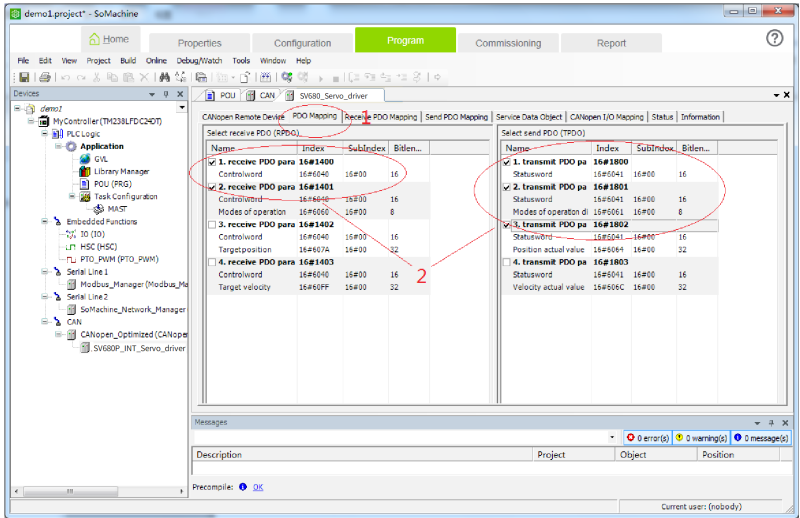 demo1.project* - SoMachine
Home
Properties
Configuration
Program
Commissioning
Report
File Edit View Project Build Online Debug/Watch Tools Window Help
Devices
POU
CAN
SV680_Servo_driver
demo1
MyController (TM238LFDC24DT)
PLC Logic
Application
GVL
Library Manager
POU (PRG)
Task Configuration
MAST
Embedded Functions
IO (IO)
HSC (HSC)
PTO_PWM (PTO_PWM)
Serial Line 1
Modbus_Manager (Modbus_Ma
Serial Line 2
SoMachine_Network_Manager
CAN
CANopen_Optimized (CANoper
SV680P_INT_Servo_driver
CANopen Remote Device PDO Mapping Receive PDO Mapping Send PDO Mapping Service Data Object CANopen I/O Mapping Status Information
1
Select receive PDO (RPDO)
Name Index SubIndex Bitlen...
1. receive PDO para 16#1400
Controlword 16#6040 16#00 16
2. receive PDO para 16#1401
Controlword 16#6040 16#00 16
Modes of operation 16#6060 16#00 8
3. receive PDO para 16#1402
Controlword 16#6040 16#00 16
Targetposition 16#607A 16#00 32
4. receive PDO para 16#1403
Controlword 16#6040 16#00 16
Target velocity 16#60FF 16#00 32
2
Select send PDO (TPDO)
Name Index SubIndex Bitlen...
1. transmit PDO pa 16#1800
Statusword 16#6041 16#00 16
2. transmit PDO pa 16#1801
Statusword 16#6041 16#00 16
Modes of operation di 16#6061 16#00 8
3. transmit PDO pa 16#1802
Statusword 16#6041 16#00 16
Position actual value 16#6064 16#00 32
4. transmit PDO pa 16#1803
Statusword 16#6041 16#00 16
Velocity actual value 16#606C 16#00 32
Messages
0 error(s) 0 warning(s) 0 message(s)
Description Project Object Position
Precompile: OK
Current user: (nobody)